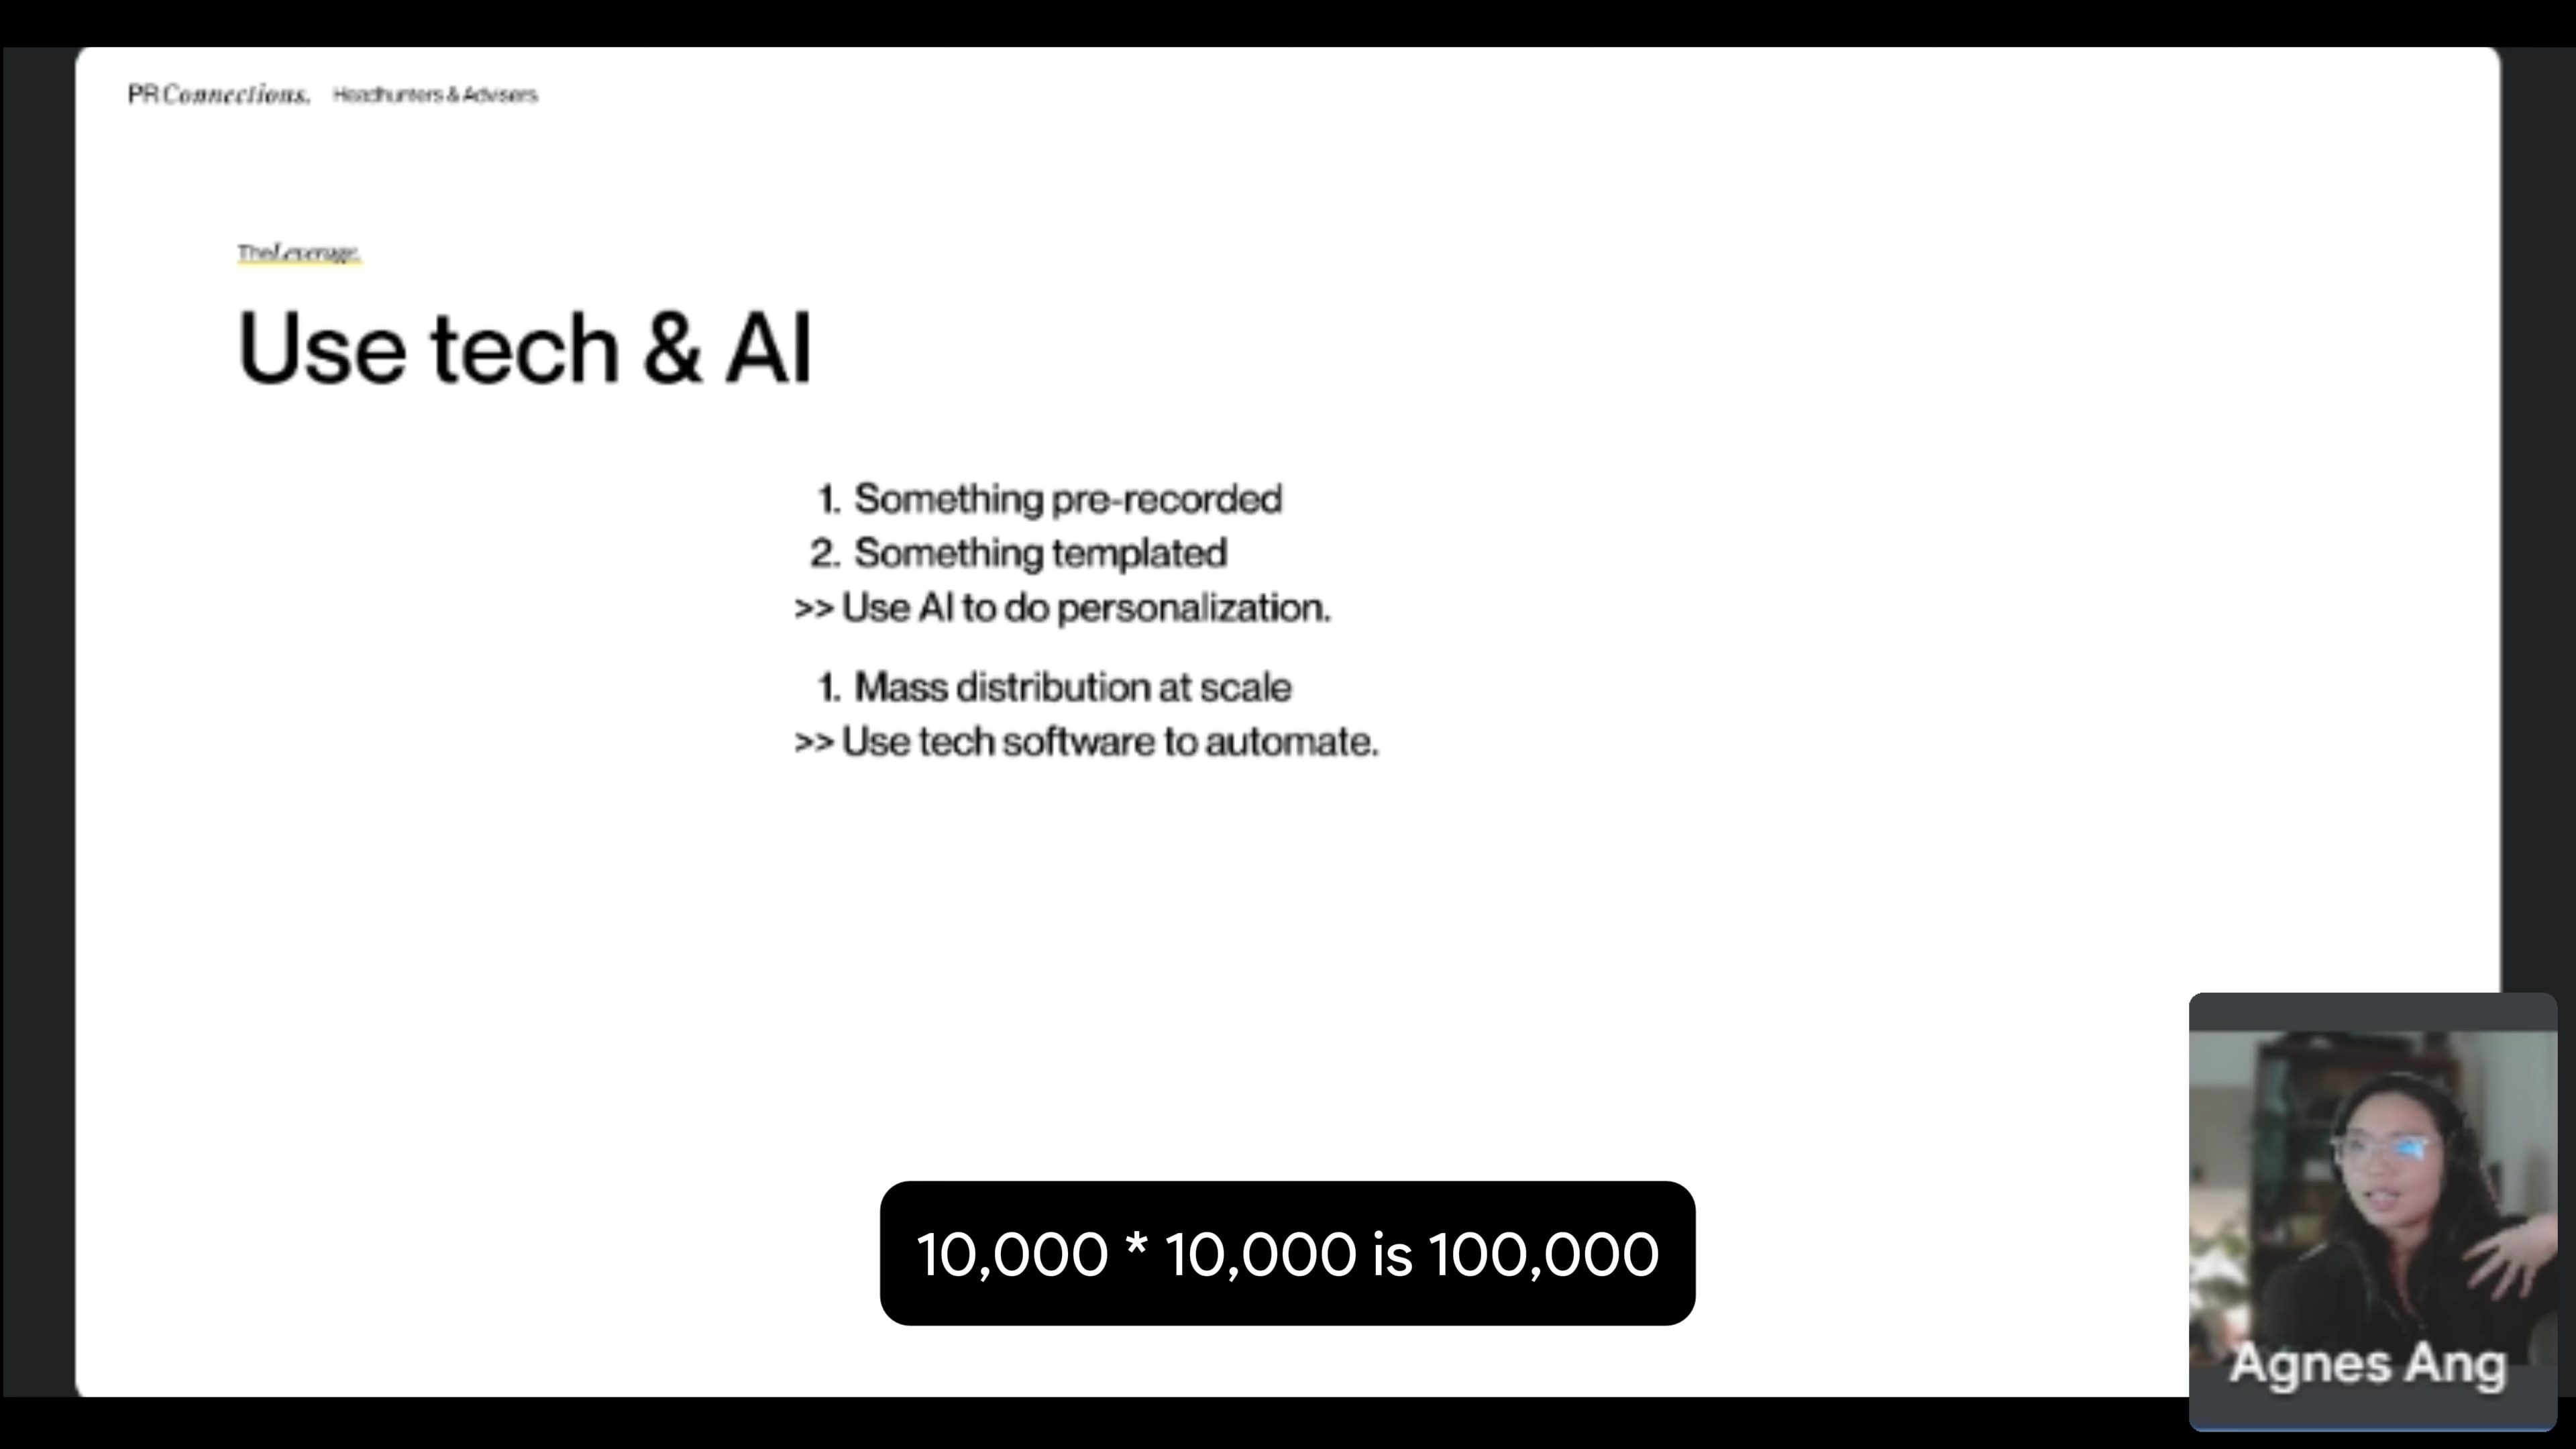 PR Connections. Headhunters & Advisers
The Leverage.
Use tech & AI
1. Something pre-recorded
2. Something templated
>> Use AI to do personalization.
1. Mass distribution at scale
>> Use tech software to automate.
10,000 * 10,000 is 100,000
Agnes Ang